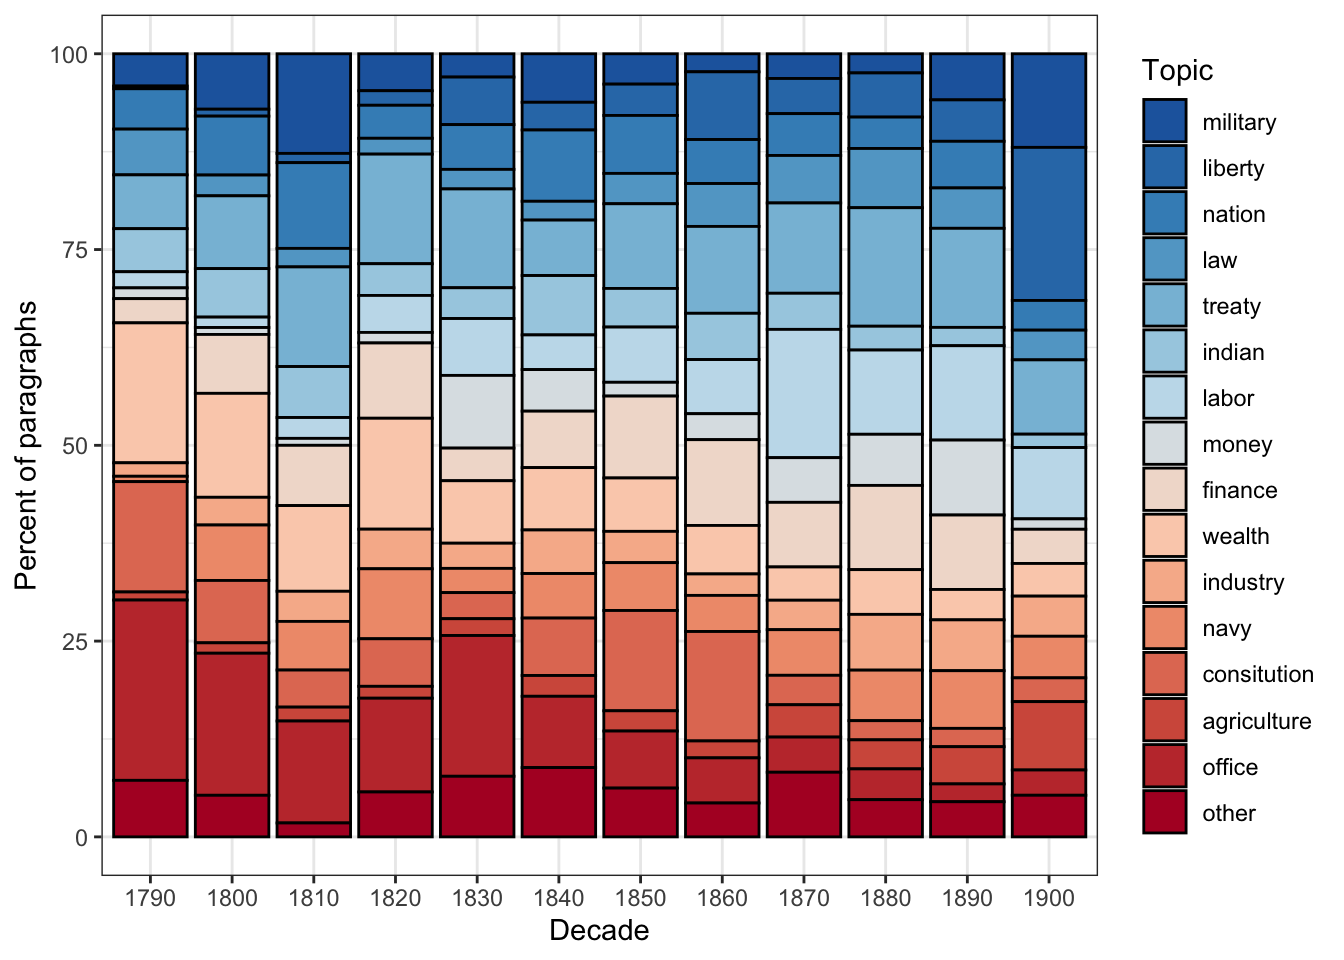 Percent of paragraphs
100
75
50
25
0
1790 1800 1810 1820 1830 1840 1850 1860 1870 1880 1890 1900
Decade
Topic
military
liberty
nation
law
treaty
indian
labor
money
finance
wealth
industry
navy
consitution
agriculture
office
other